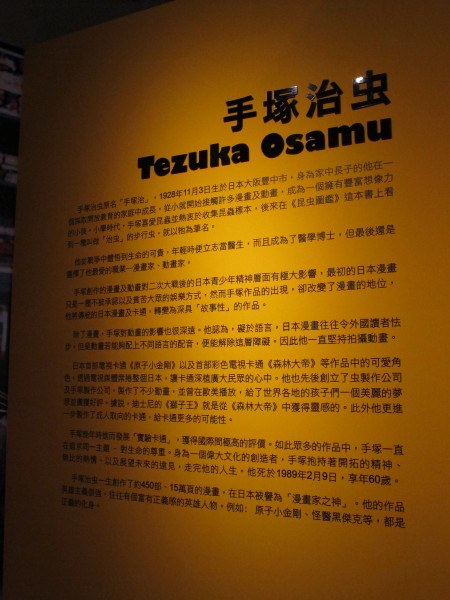 手塚治虫
Tezuka Osamu
手塚治虫原名「手塚治」，1928年11月3日生於日本大阪豐中市，身為家中長子的他在一
個採取開放教育的家庭中成長，從小就開始接觸許多漫畫及動畫，成為一個擁有豐富想像力
的小孩，小學時代，手塚喜愛昆蟲並熱衷於收集昆蟲標本，後來在《昆虫圖鑑》這本書上看
到一種叫做「治虫」的步行虫，就以牠為筆名。
他從戰爭中體悟到生命的可貴，年輕時便立志當醫生，而且成為了醫學博士，但最後還是
選擇了他最愛的職業—漫畫家、動畫家。
手塚創作的漫畫及動畫對二次大戰後的日本青少年精神層面有極大影響，最初的日本漫畫
只是一種不被承認以及貧苦大眾的娛樂方式，然而手塚作品的出現，卻改變了漫畫的地位，
他將傳統的日本漫畫及卡通，轉變為深具「故事性」的作品。
除了漫畫，手塚對動畫的影響也很深遠。他認為，礙於語言，日本漫畫往往令外國讀者怯
步，但是動畫若能夠配上不同語言的配音，便能解除這層障礙。因此他一直堅持拍攝動畫。
日本首部電視卡通《原子小金剛》以及首部彩色電視卡通《森林大帝》等作品中的可愛角
色，透過電視媒體席捲整個日本，讓卡通深植廣大民眾的心中。他也先後創立了虫製作公司
及手塚製作公司，製作了不少動畫，並曾在歐美播放，給了世界各地的孩子們一個美麗的夢
想並廣獲好評。據說，迪士尼的《獅子王》就是從《森林大帝》中獲得靈感的。此外他更進
一步製作了成人取向的卡通，給卡通更多的可能性。
手塚晚年時進而發展「實驗卡通」，獲得國際間極高的評價。如此眾多的作品中，手塚一直
在追求同一主題—對生命的尊重。身為一個偉大文化的創造者，手塚抱持著開拓的精神、
無比的熱情、以及展望未來的遠見，走完他的人生。他死於1989年2月9日，享年60歲。
手塚治虫一生創作了約450部、15萬頁的漫畫，在日本被譽為「漫畫家之神」。他的作品
英雄主義極強，往往有個富有正義感的英雄人物。例如：原子小金剛、怪醫黑傑克等，都是
正義的化身。